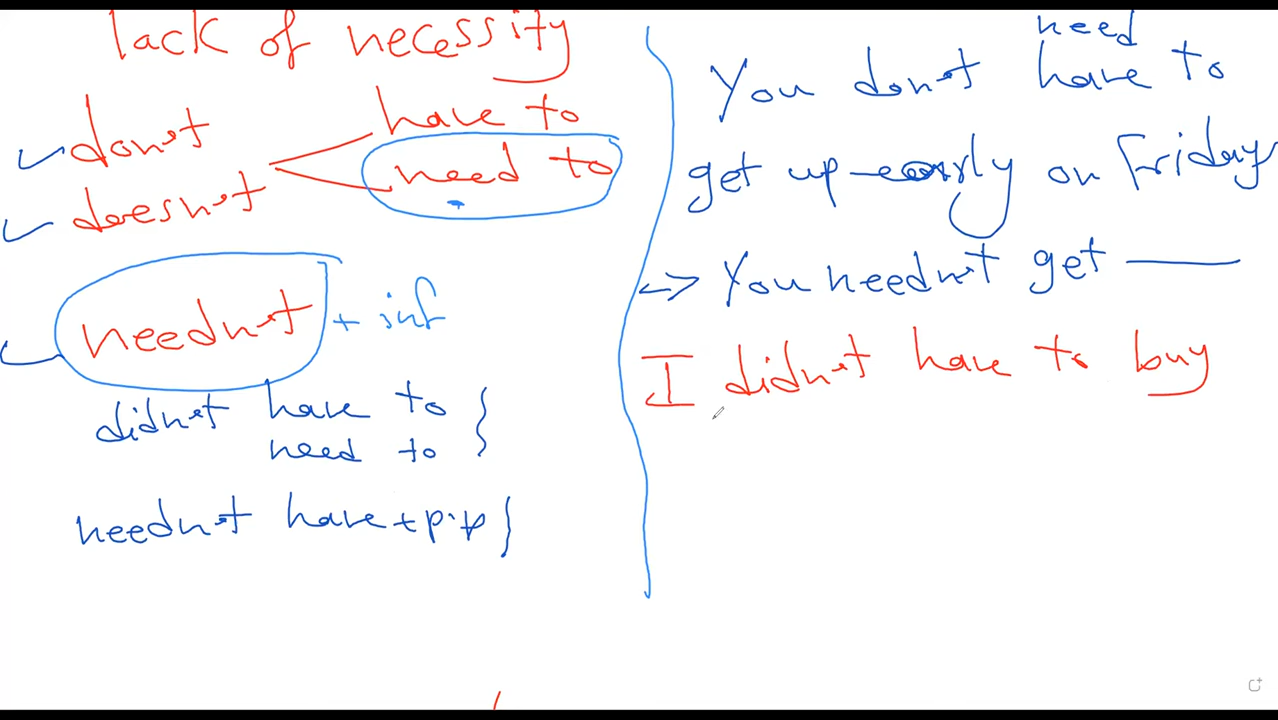 lack of necessity
don't
doesn't
have to
need to
needn't + inf
didn't have to
need to
needn't have + p.p
need
You don't have to
get up early on Fridays
You needn't get
I didn't have to buy